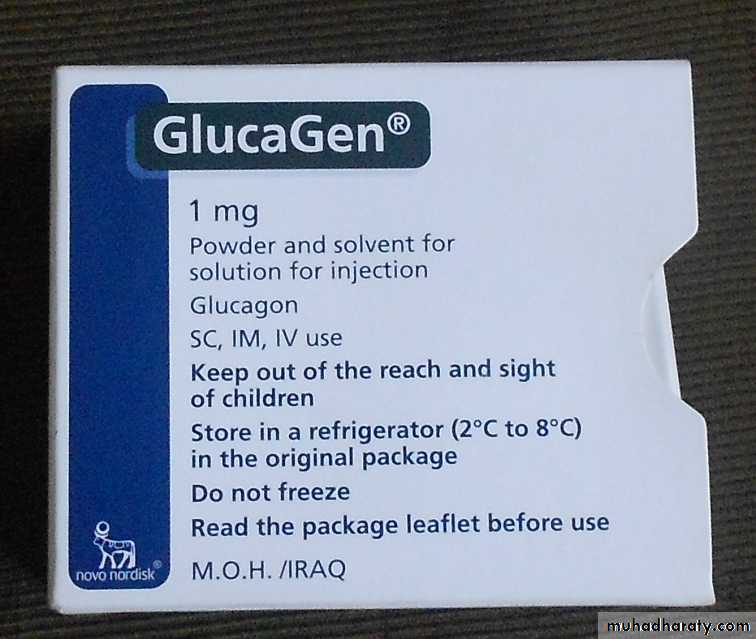 GlucaGen®
1 mg
Powder and solvent for
solution for injection
Glucagon
SC, IM, IV use
Keep out of the reach and sight
of children
Store in a refrigerator (2°C to 8°C)
in the original package
Do not freeze
Read the package leaflet before use
M.O.H. /IRAQ
novo nordisk®
muhadharaty.com